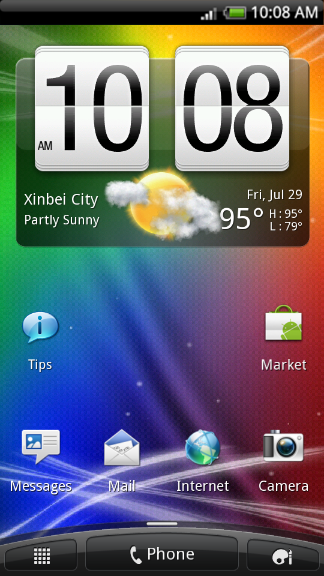 10:08 AM
AM 10 08
Xinbei City
Partly Sunny
Fri, Jul 29
95° H: 95°
L: 79°
Tips
Market
Messages
Mail
Internet
Camera
Phone